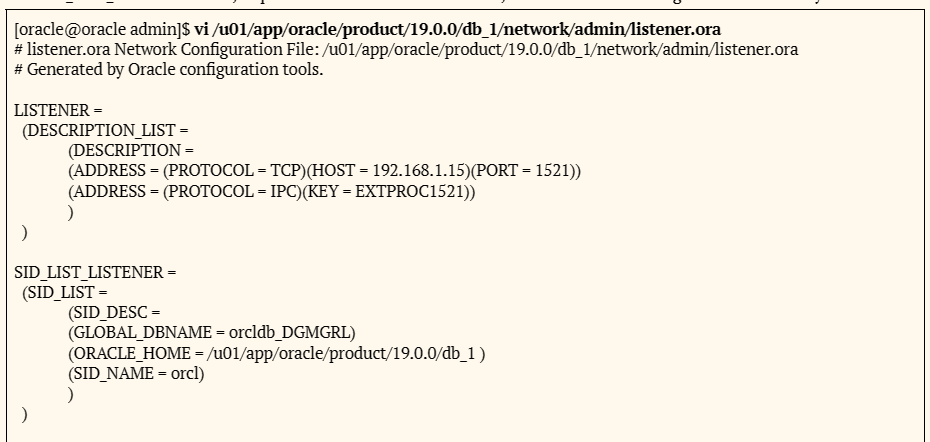 [oracle@oracle admin]$ vi /u01/app/oracle/product/19.0.0/db_1/network/admin/listener.ora
# listener.ora Network Configuration File: /u01/app/oracle/product/19.0.0/db_1/network/admin/listener.ora
# Generated by Oracle configuration tools.

LISTENER =
  (DESCRIPTION_LIST =
          (DESCRIPTION =
          (ADDRESS = (PROTOCOL = TCP)(HOST = 192.168.1.15)(PORT = 1521))
          (ADDRESS = (PROTOCOL = IPC)(KEY = EXTPROC1521))
          )
  )

SID_LIST_LISTENER =
  (SID_LIST =
          (SID_DESC =
          (GLOBAL_DBNAME = orcldb_DGMGRL)
          (ORACLE_HOME = /u01/app/oracle/product/19.0.0/db_1 )
          (SID_NAME = orcl)
          )
  )